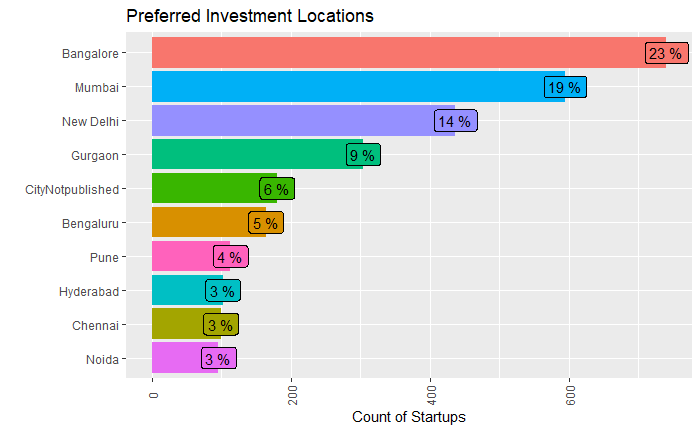 Preferred Investment Locations
Bangalore 23 %
Mumbai 19 %
New Delhi 14 %
Gurgaon 9 %
CityNotpublished 6 %
Bengaluru 5 %
Pune 4 %
Hyderabad 3 %
Chennai 3 %
Noida 3 %
0 200 400 600
Count of Startups